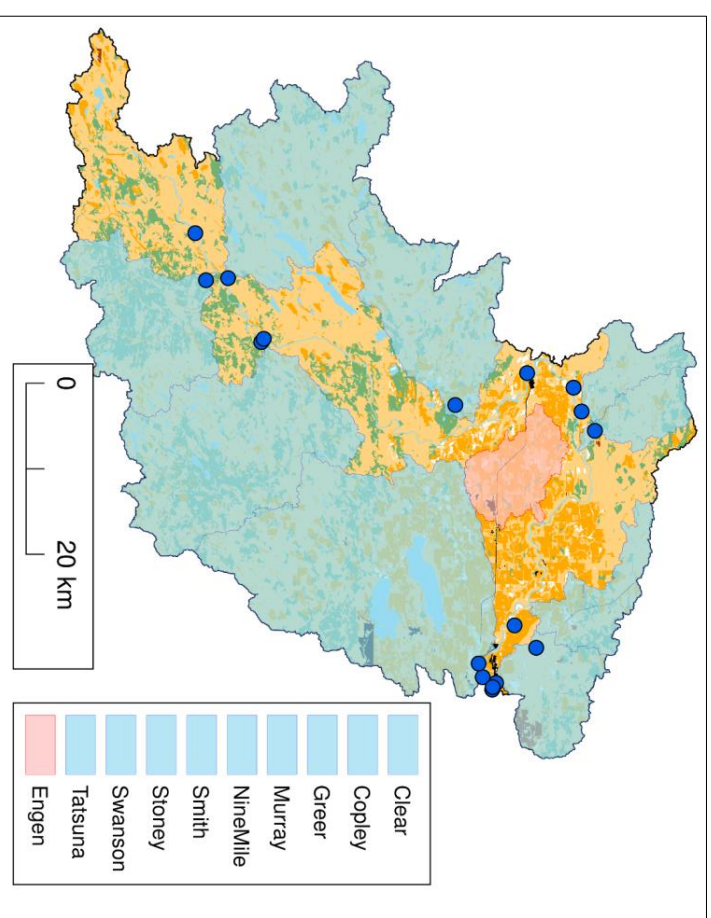 0
20 km
Clear
Copley
Greer
Murray
NineMile
Smith
Stoney
Swanson
Tatsuna
Engen